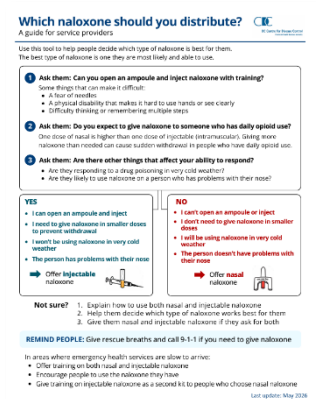 Which naloxone should you distribute?
A guide for service providers
BC Centre for Disease Control
Use this tool to help people decide which type of naloxone is best for them.
The best type of naloxone is one they are most likely and able to use.
1 Ask them: Can you open an ampoule and inject naloxone with training?
Some things that can make it difficult:
• A fear of needles
• A physical disability that makes it hard to use hands or see clearly
• Difficulty thinking or remembering multiple steps
2 Ask them: Do you expect to give naloxone to someone who has daily opioid use?
One dose of nasal is higher than one dose of injectable (intramuscular). Giving more
naloxone than needed can cause sudden withdrawal in people who have daily opioid use.
3 Ask them: Are there other things that affect your ability to respond?
• Are they responding to a drug poisoning in very cold weather?
• Are they likely to use naloxone on a person who has problems with their nose?
YES
• I can open an ampoule and inject
• I need to give naloxone in smaller doses
to prevent withdrawal
• I won't be using naloxone in very cold
weather
• The person has problems with their nose
Offer injectable
naloxone
NO
• I can't open an ampoule or inject
• I don't need to give naloxone in smaller
doses
• I will be using naloxone in very cold
weather
• The person doesn't have problems with
their nose
Offer nasal
naloxone
Not sure?
1. Explain how to use both nasal and injectable naloxone
2. Help them decide which type of naloxone works best for them
3. Give them nasal and injectable naloxone if they ask for both
REMIND PEOPLE: Give rescue breaths and call 9-1-1 if you need to give naloxone
In areas where emergency health services are slow to arrive:
• Offer training on both nasal and injectable naloxone
• Encourage people to use the naloxone they have
• Give training on injectable naloxone as a second kit to people who choose nasal naloxone
Last update: May 2026